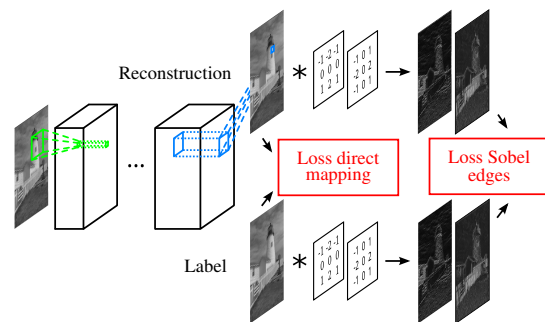 Reconstruction
*
-1 -2 -1
0 0 0
1 2 1
-1 0 1
-2 0 2
-1 0 1
...
Loss direct
mapping
Loss Sobel
edges
Label
*
-1 -2 -1
0 0 0
1 2 1
-1 0 1
-2 0 2
-1 0 1